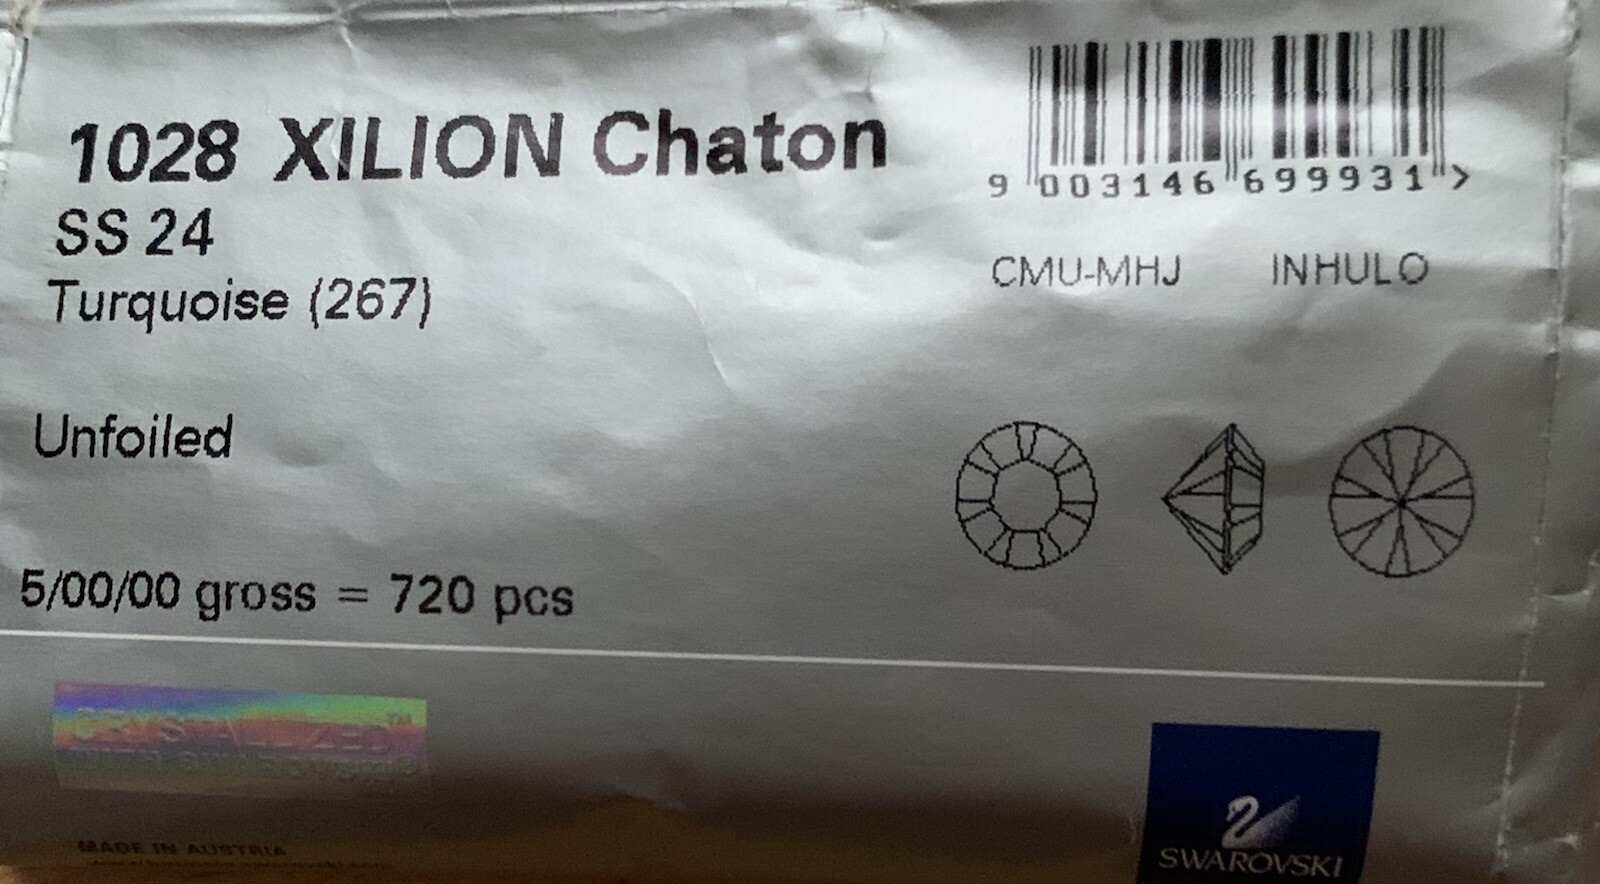 1028 XILION Chaton
SS 24
Turquoise (267)
9 003146 699931 >
CMU-MHJ INHULO
Unfoiled
5/00/00 gross = 720 pcs
CRYSTALLIZED™
MADE IN AUSTRIA
SWAROVSKI